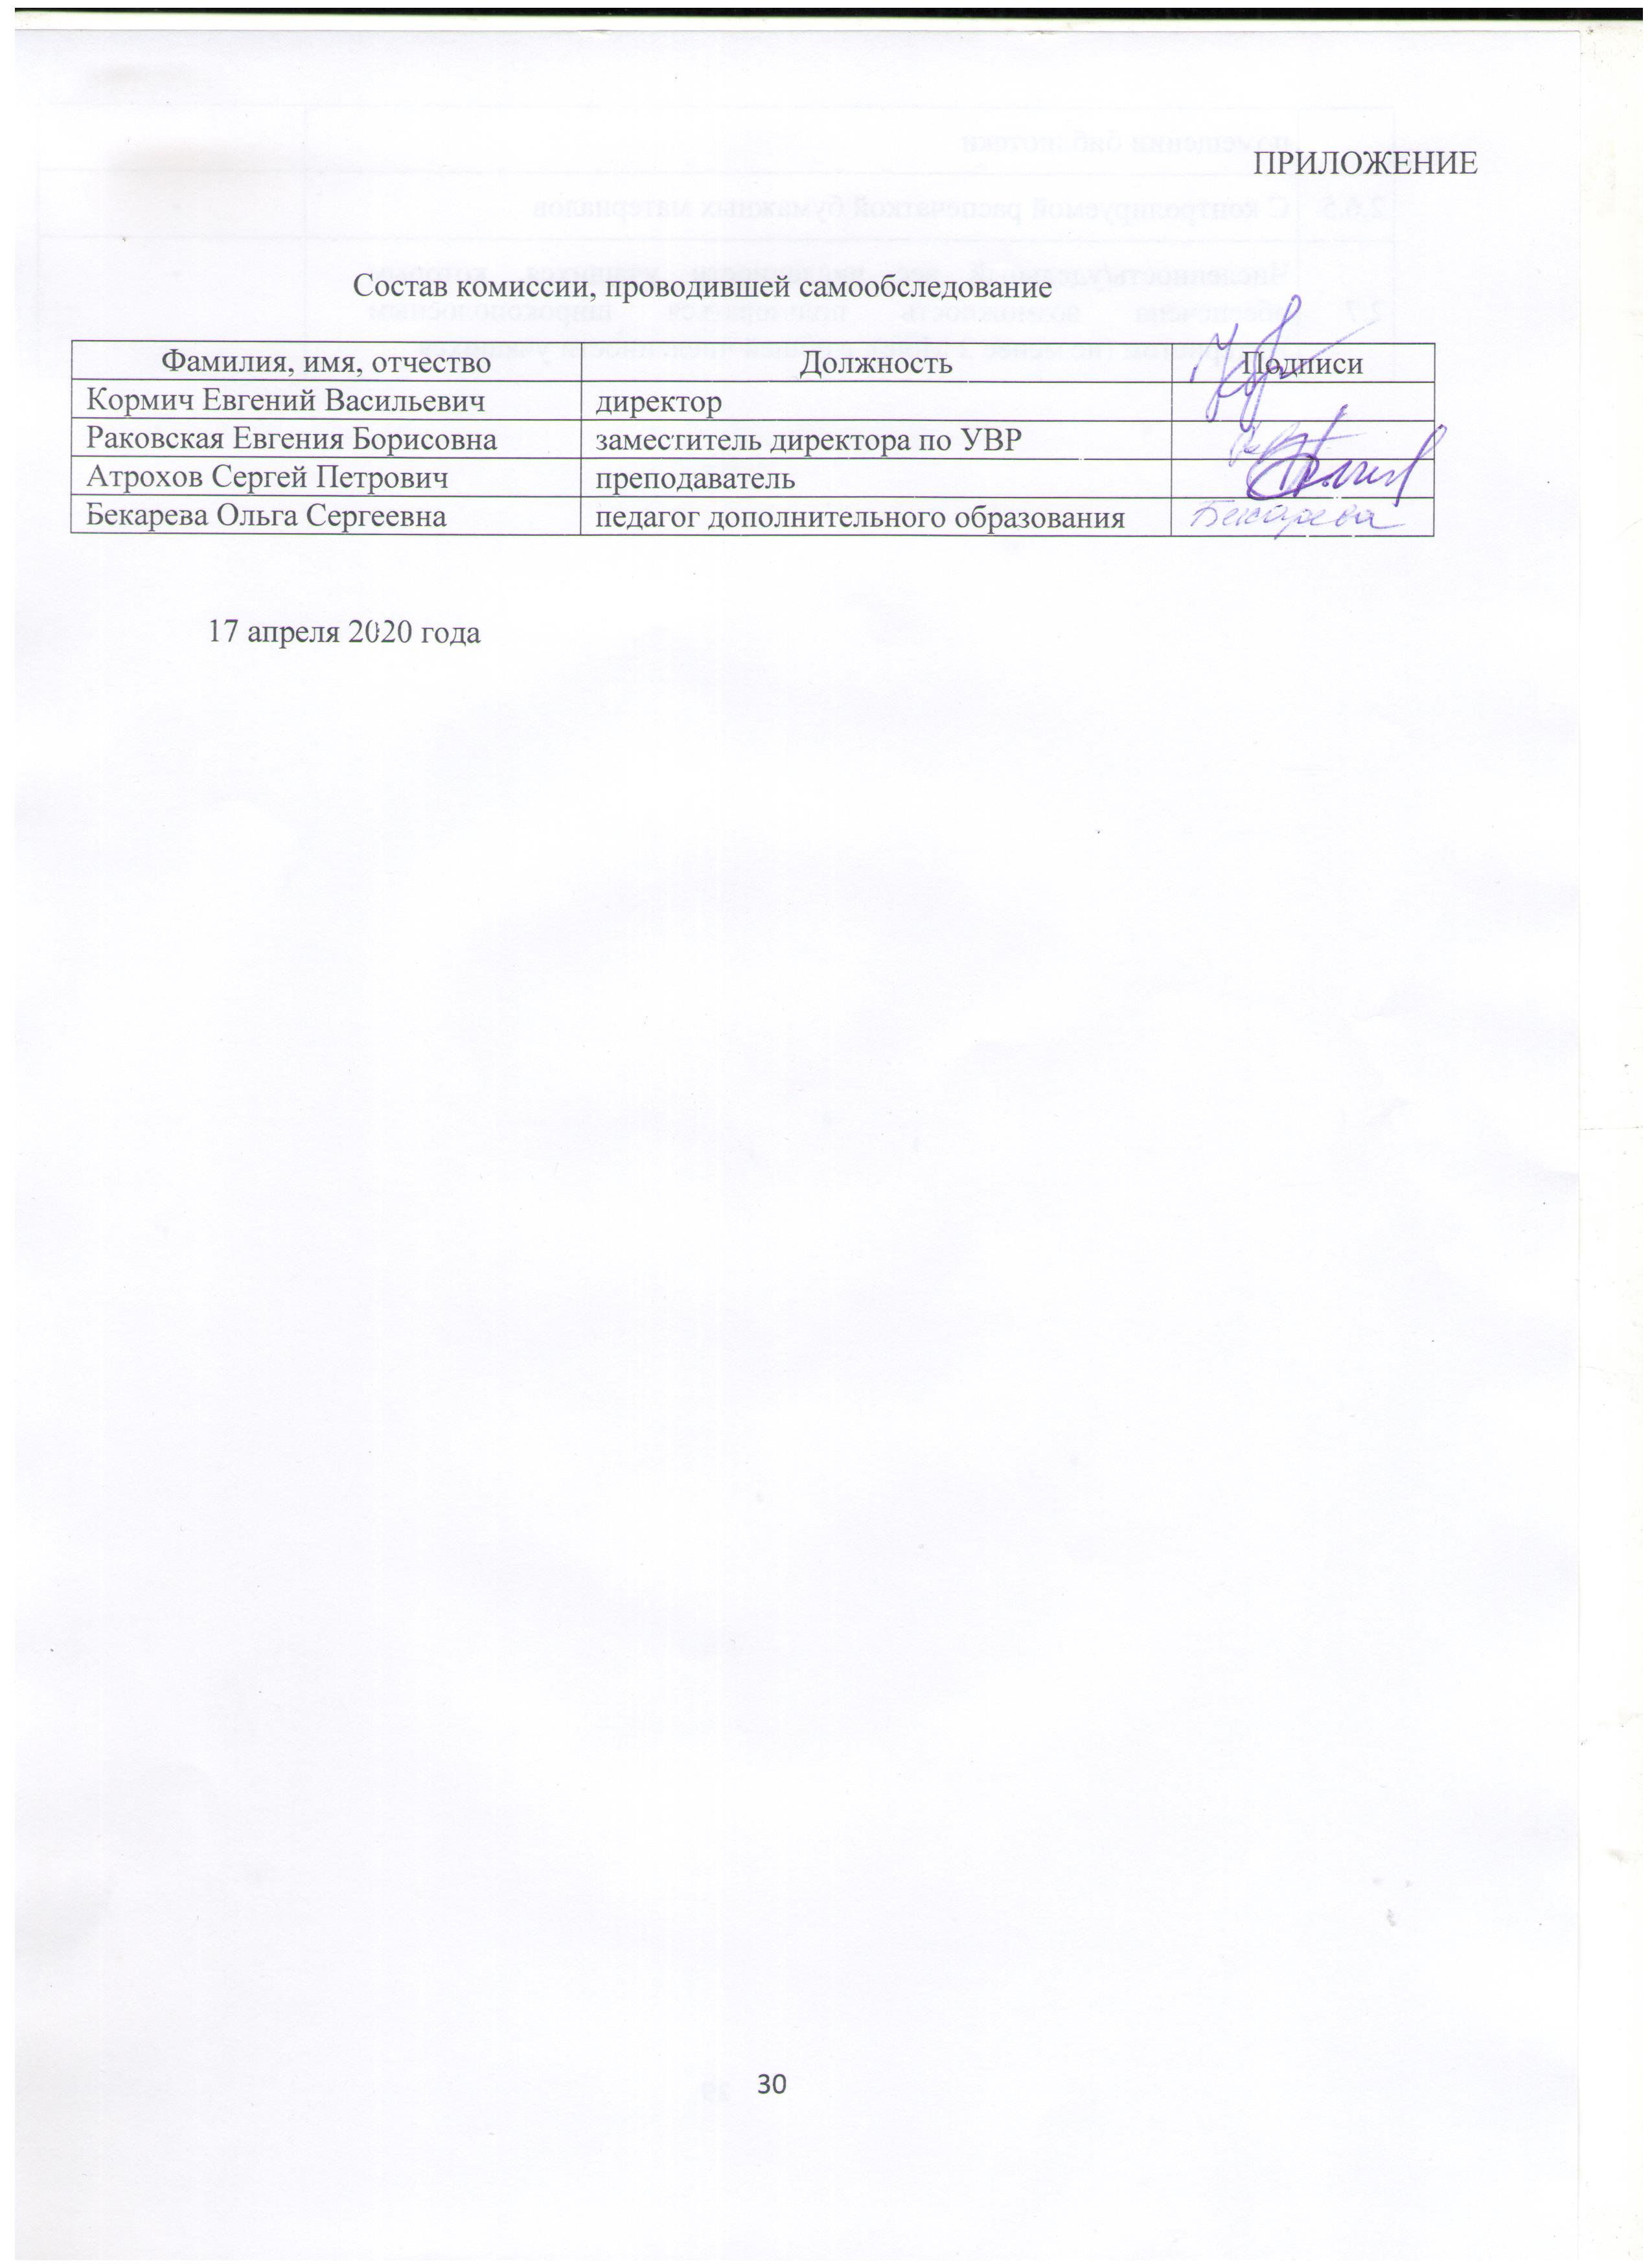 ПРИЛОЖЕНИЕ
Состав комиссии, проводившей самообследование
Фамилия, имя, отчество Должность Подписи
Кормич Евгений Васильевич директор
Раковская Евгения Борисовна заместитель директора по УВР
Атрохов Сергей Петрович преподаватель
Бекарева Ольга Сергеевна педагог дополнительного образования Бекарева
17 апреля 2020 года
30